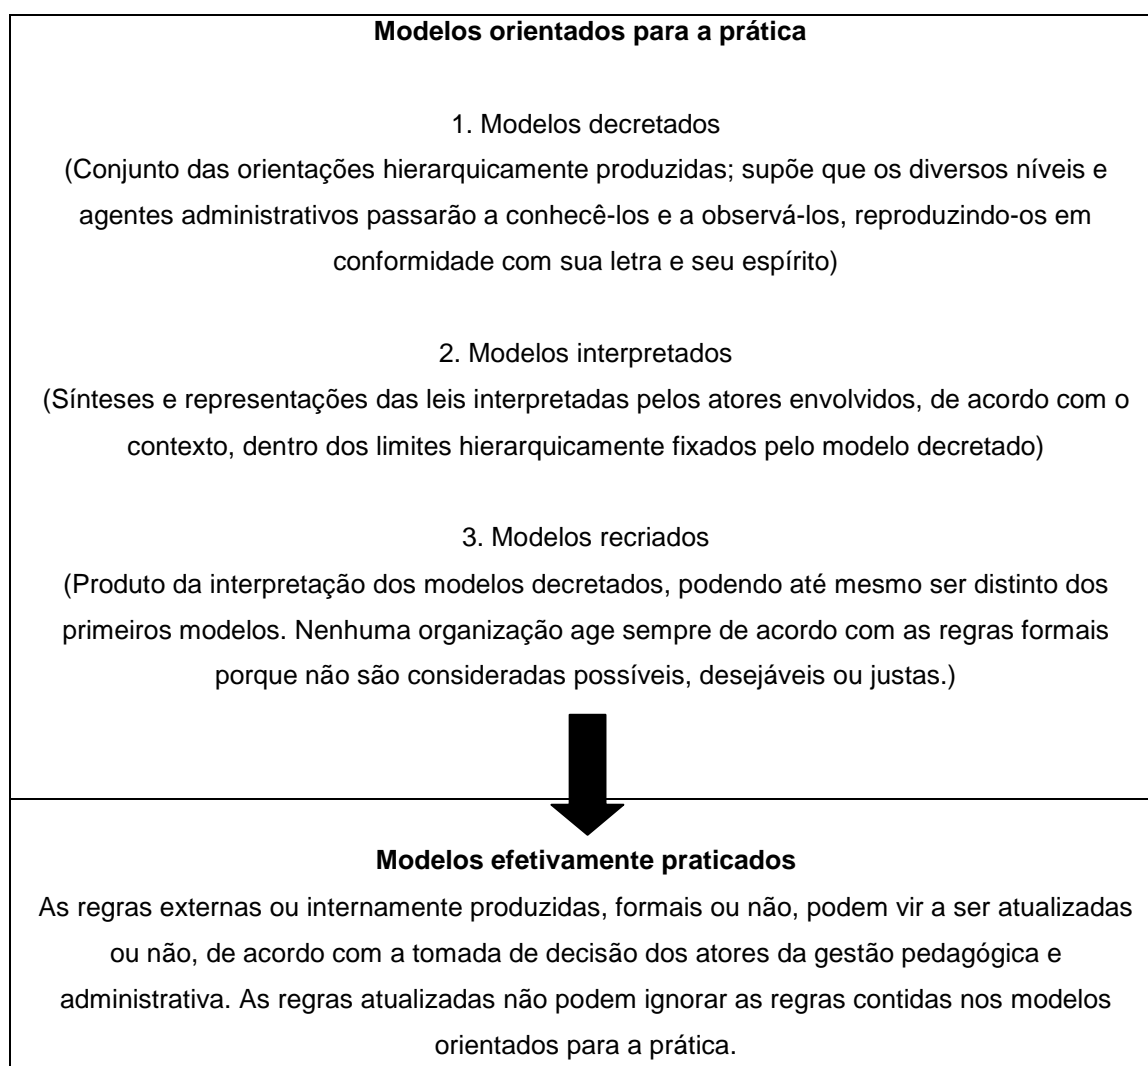 Modelos orientados para a prática
1. Modelos decretados
(Conjunto das orientações hierarquicamente produzidas; supõe que os diversos níveis e
agentes administrativos passarão a conhecê-los e a observá-los, reproduzindo-os em
conformidade com sua letra e seu espírito)
2. Modelos interpretados
(Sínteses e representações das leis interpretadas pelos atores envolvidos, de acordo com o
contexto, dentro dos limites hierarquicamente fixados pelo modelo decretado)
3. Modelos recriados
(Produto da interpretação dos modelos decretados, podendo até mesmo ser distinto dos
primeiros modelos. Nenhuma organização age sempre de acordo com as regras formais
porque não são consideradas possíveis, desejáveis ou justas.)
Modelos efetivamente praticados
As regras externas ou internamente produzidas, formais ou não, podem vir a ser atualizadas
ou não, de acordo com a tomada de decisão dos atores da gestão pedagógica e
administrativa. As regras atualizadas não podem ignorar as regras contidas nos modelos
orientados para a prática.